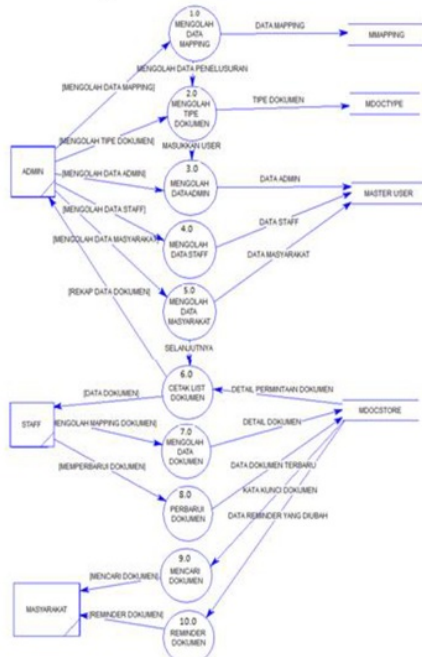 1.0
MENGOLAH
DATA
MAPPING
DATA MAPPING
MMAPPING
MENGOLAH DATA PENELUSURAN
[MENGOLAH DATA MAPPING]
2.0
MENGOLAH
TIPE
DOKUMEN
TIPE DOKUMEN
MDOCTYPE
[MENGOLAH TIPE DOKUMEN]
MASUKKAN USER
ADMIN
[MENGOLAH DATA ADMIN]
3.0
MENGOLAH
DATA ADMIN
DATA ADMIN
MASTER USER
[MENGOLAH DATA STAFF]
4.0
MENGOLAH
DATA STAFF
DATA STAFF
[MENGOLAH DATA MASYARAKAT]
DATA MASYARAKAT
5.0
MENGOLAH
DATA
MASYARAKAT
[REKAP DATA DOKUMEN]
SELANJUTNYA
6.0
CETAK LIST
DOKUMEN
DETAIL PERMINTAAN DOKUMEN
[DATA DOKUMEN]
MDOCSTORE
STAFF
MENGOLAH MAPPING DOKUMEN]
7.0
MENGOLAH
DATA
DOKUMEN
DETAIL DOKUMEN
[MEMPERBARUI DOKUMEN]
8.0
PERBARUI
DOKUMEN
DATA DOKUMEN TERBARU
KATA KUNCI DOKUMEN
DATA REMINDER YANG DIUBAH
9.0
MENCARI
DOKUMEN
[MENCARI DOKUMEN]
MASYARAKAT
[REMINDER DOKUMEN]
10.0
REMINDER
DOKUMEN